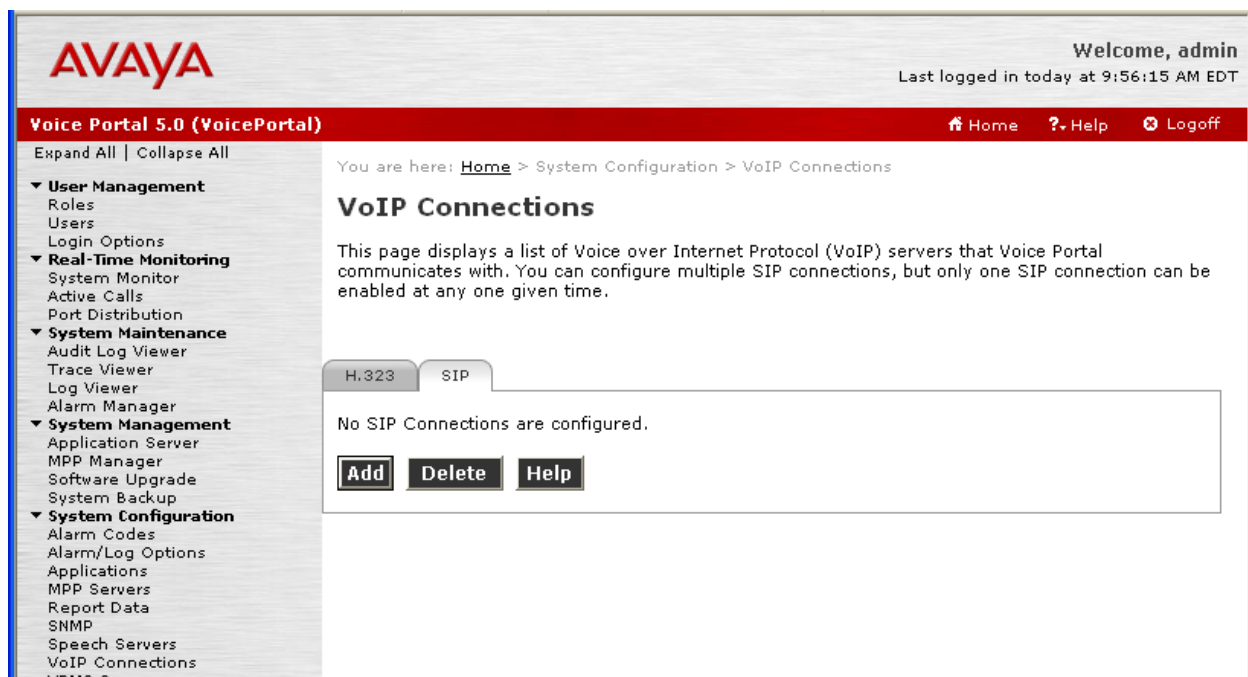 AVAYA
Welcome, admin
Last logged in today at 9:56:15 AM EDT
Voice Portal 5.0 (VoicePortal)
Home
?
Help
Logoff
Expand All | Collapse All
▼ User Management
Roles
Users
Login Options
▼ Real-Time Monitoring
System Monitor
Active Calls
Port Distribution
▼ System Maintenance
Audit Log Viewer
Trace Viewer
Log Viewer
Alarm Manager
▼ System Management
Application Server
MPP Manager
Software Upgrade
System Backup
▼ System Configuration
Alarm Codes
Alarm/Log Options
Applications
MPP Servers
Report Data
SNMP
Speech Servers
VoIP Connections
You are here: Home > System Configuration > VoIP Connections
VoIP Connections
This page displays a list of Voice over Internet Protocol (VoIP) servers that Voice Portal
communicates with. You can configure multiple SIP connections, but only one SIP connection can be
enabled at any one given time.
H.323
SIP
No SIP Connections are configured.
Add
Delete
Help